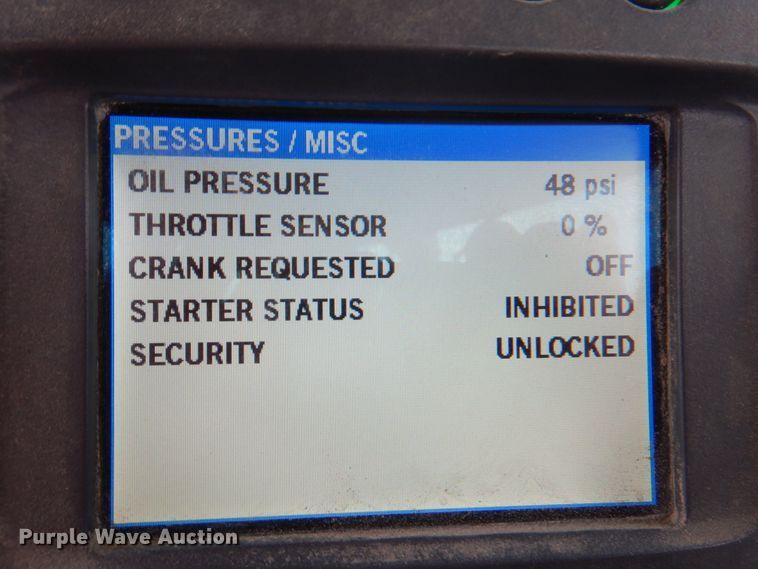 PRESSURES / MISC
OIL PRESSURE 48 psi
THROTTLE SENSOR 0 %
CRANK REQUESTED OFF
STARTER STATUS INHIBITED
SECURITY UNLOCKED
Purple Wave Auction